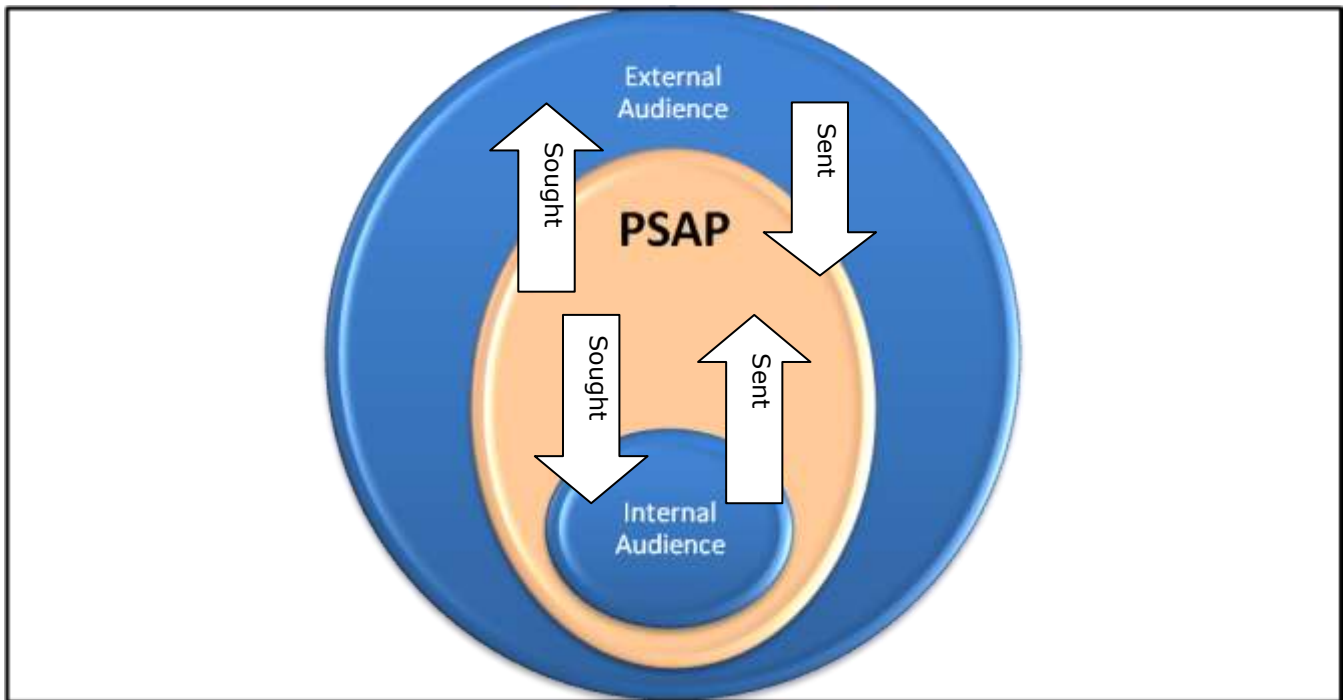 External
Audience
Sought
Sent
PSAP
Sought
Sent
Internal
Audience